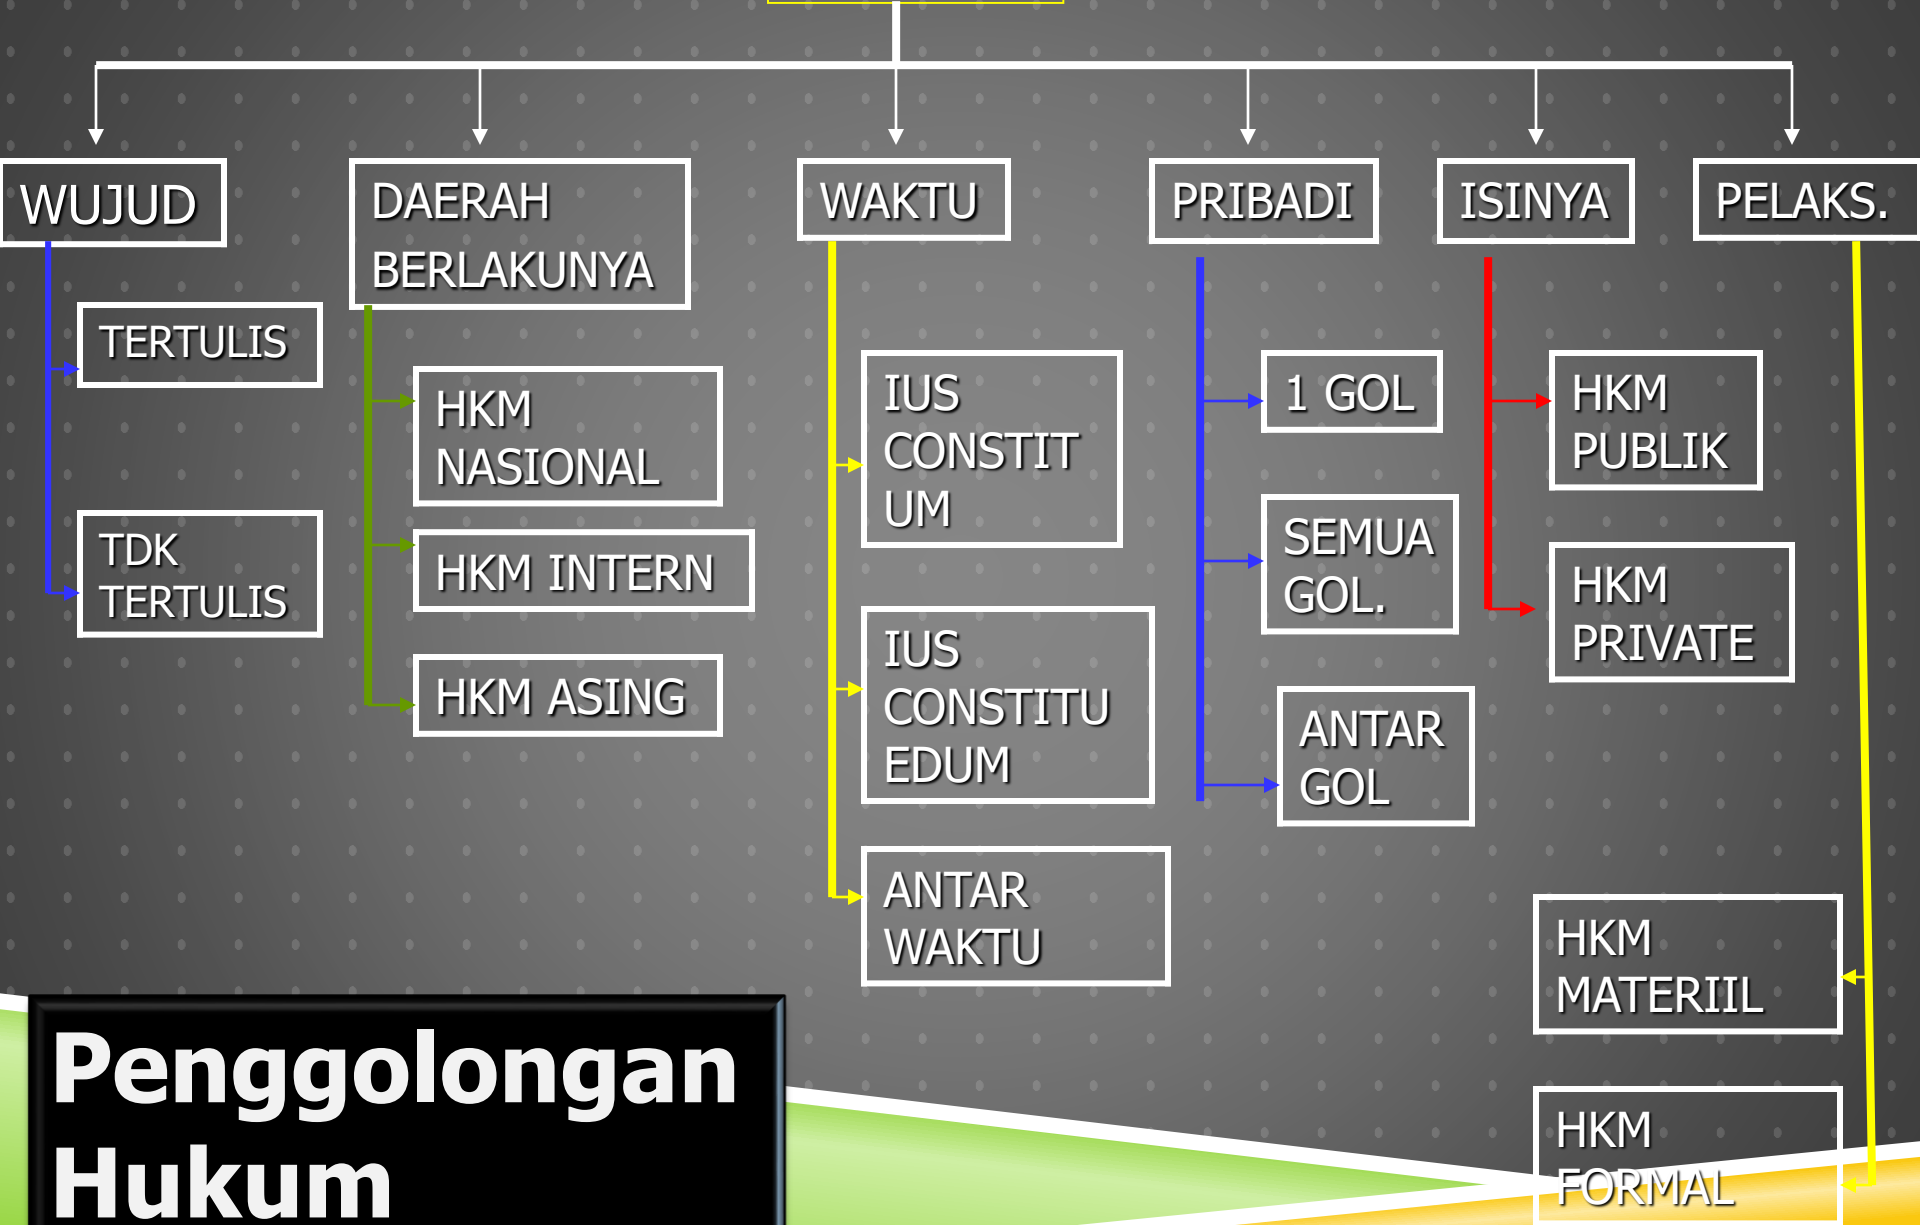 WUJUD
TERTULIS
TDK
TERTULIS
DAERAH
BERLAKUNYA
HKM
NASIONAL
HKM INTERN
HKM ASING
WAKTU
IUS
CONSTIT
UM
IUS
CONSTITU
EDUM
ANTAR
WAKTU
PRIBADI
1 GOL
SEMUA
GOL.
ANTAR
GOL
ISINYA
HKM
PUBLIK
HKM
PRIVATE
PELAKS.
HKM
MATERIIL
HKM
FORMAL
Penggolongan
Hukum